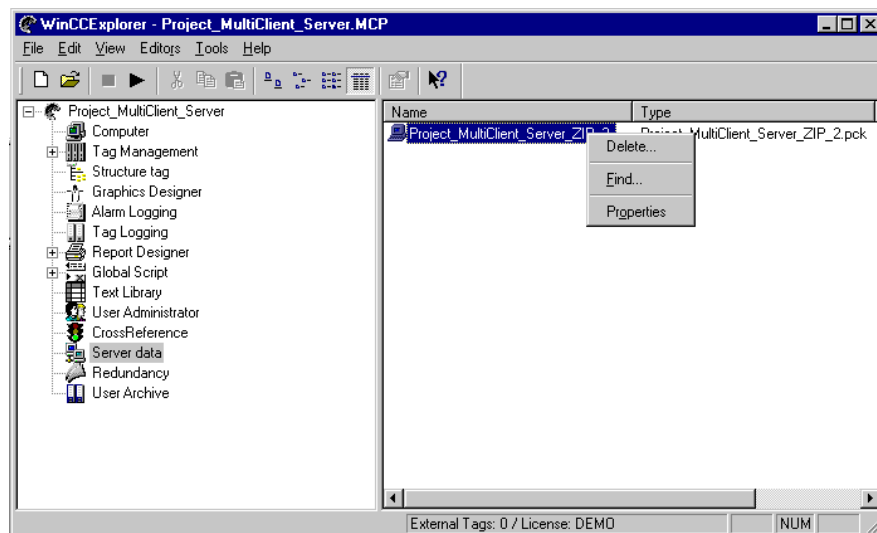 WinCCExplorer - Project_MultiClient_Server.MCP
File Edit View Editors Tools Help
Project_MultiClient_Server
Computer
Tag Management
Structure tag
Graphics Designer
Alarm Logging
Tag Logging
Report Designer
Global Script
Text Library
User Administrator
CrossReference
Server data
Redundancy
User Archive
Name Type
Project_MultiClient_Server_ZIP_2 Project_MultiClient_Server_ZIP_2.pck
Delete...
Find...
Properties
External Tags: 0 / License: DEMO NUM